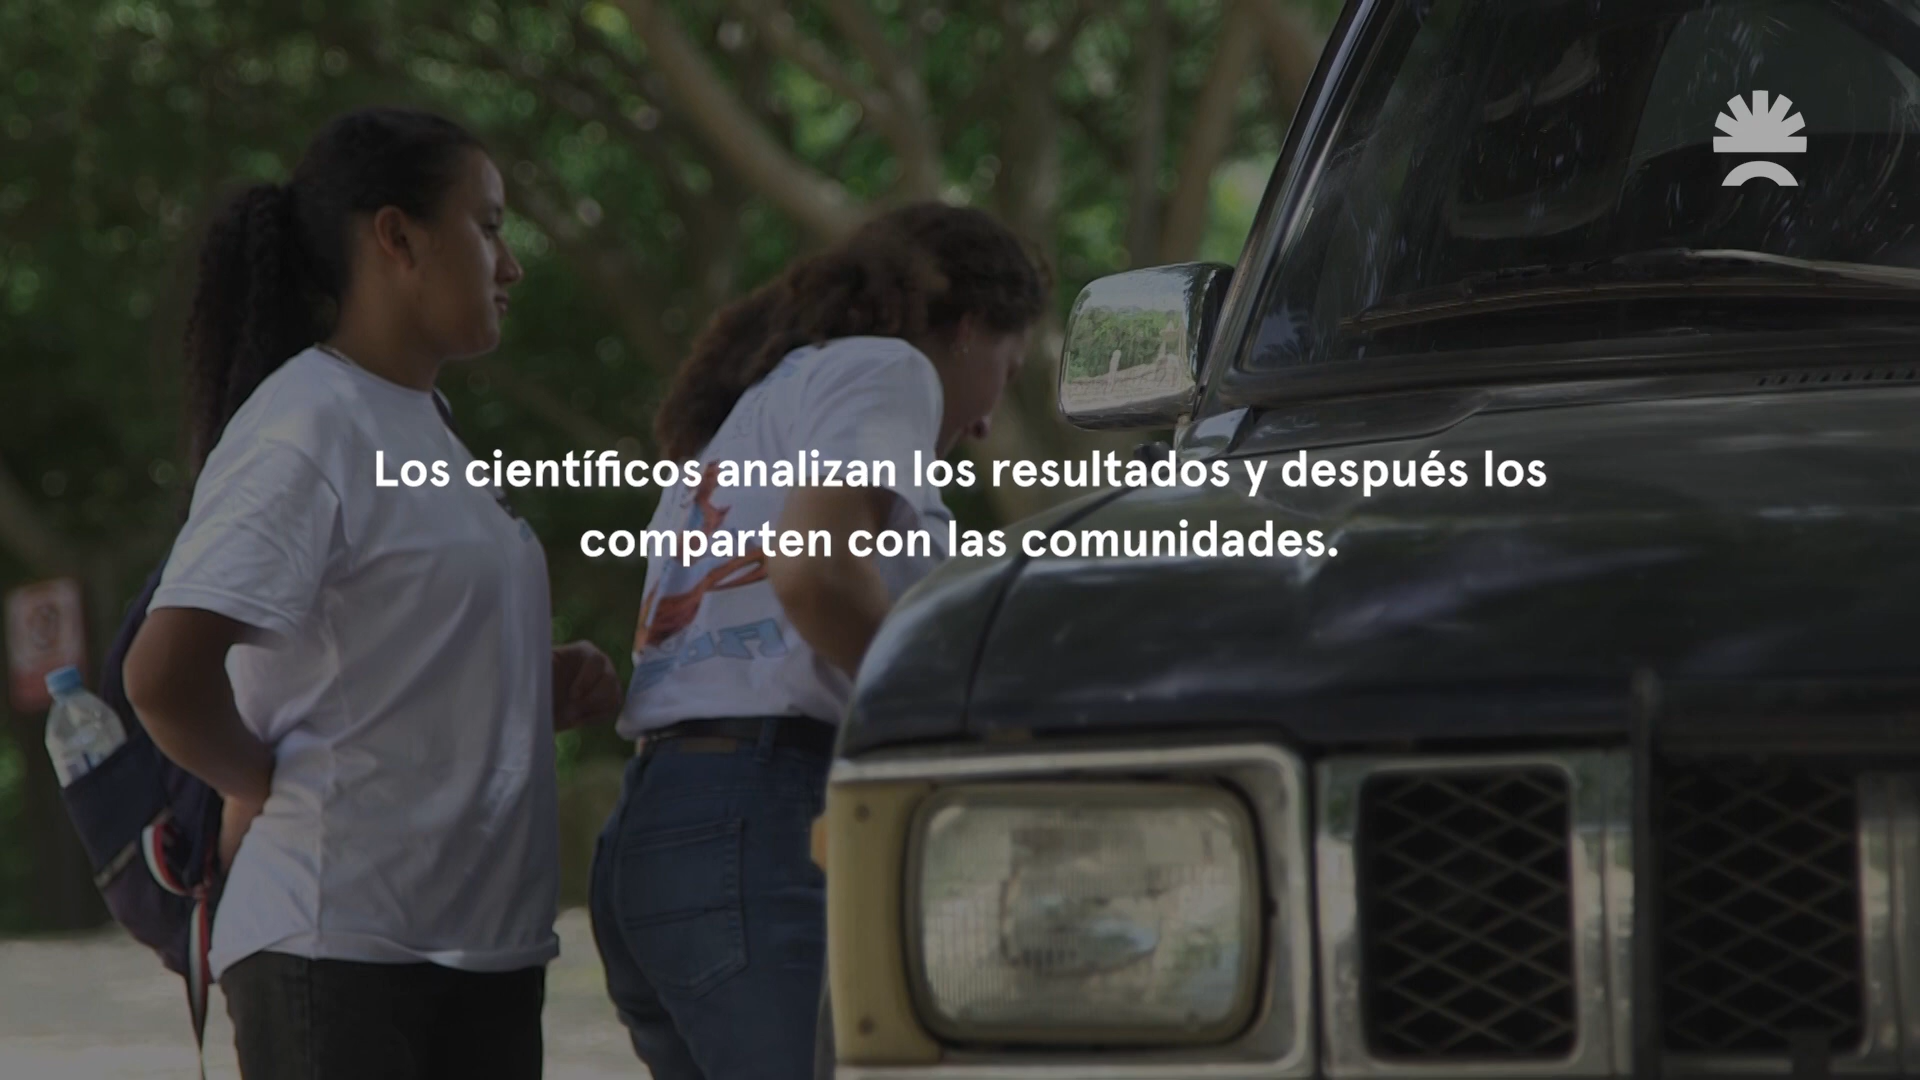 Los científicos analizan los resultados y después los
comparten con las comunidades.